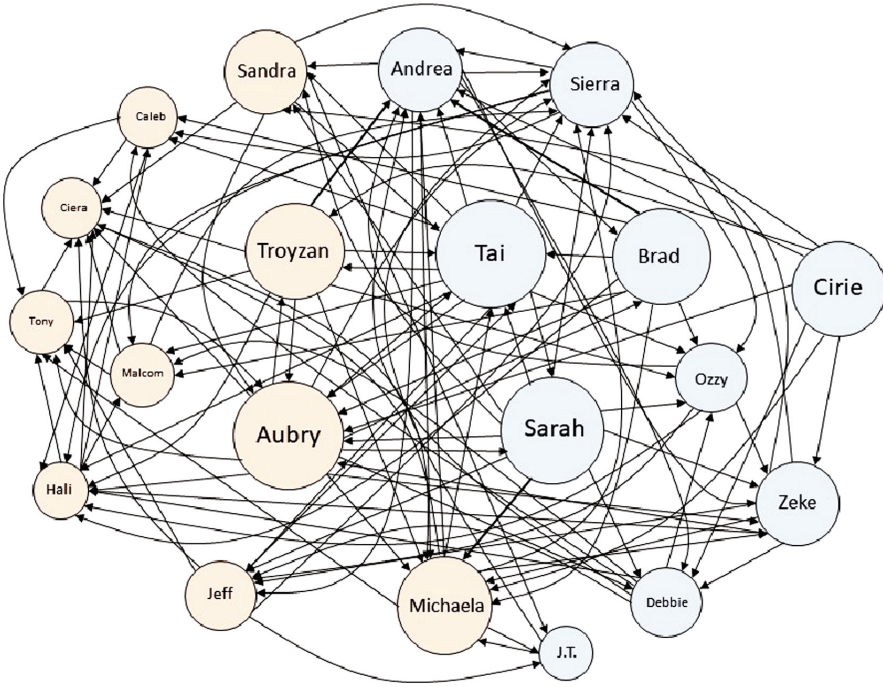 Sandra
Andrea
Sierra
Caleb
Ciera
Troyzan
Tai
Brad
Cirie
Tony
Malcom
Ozzy
Aubry
Sarah
Hali
Zeke
Jeff
Michaela
Debbie
J.T.